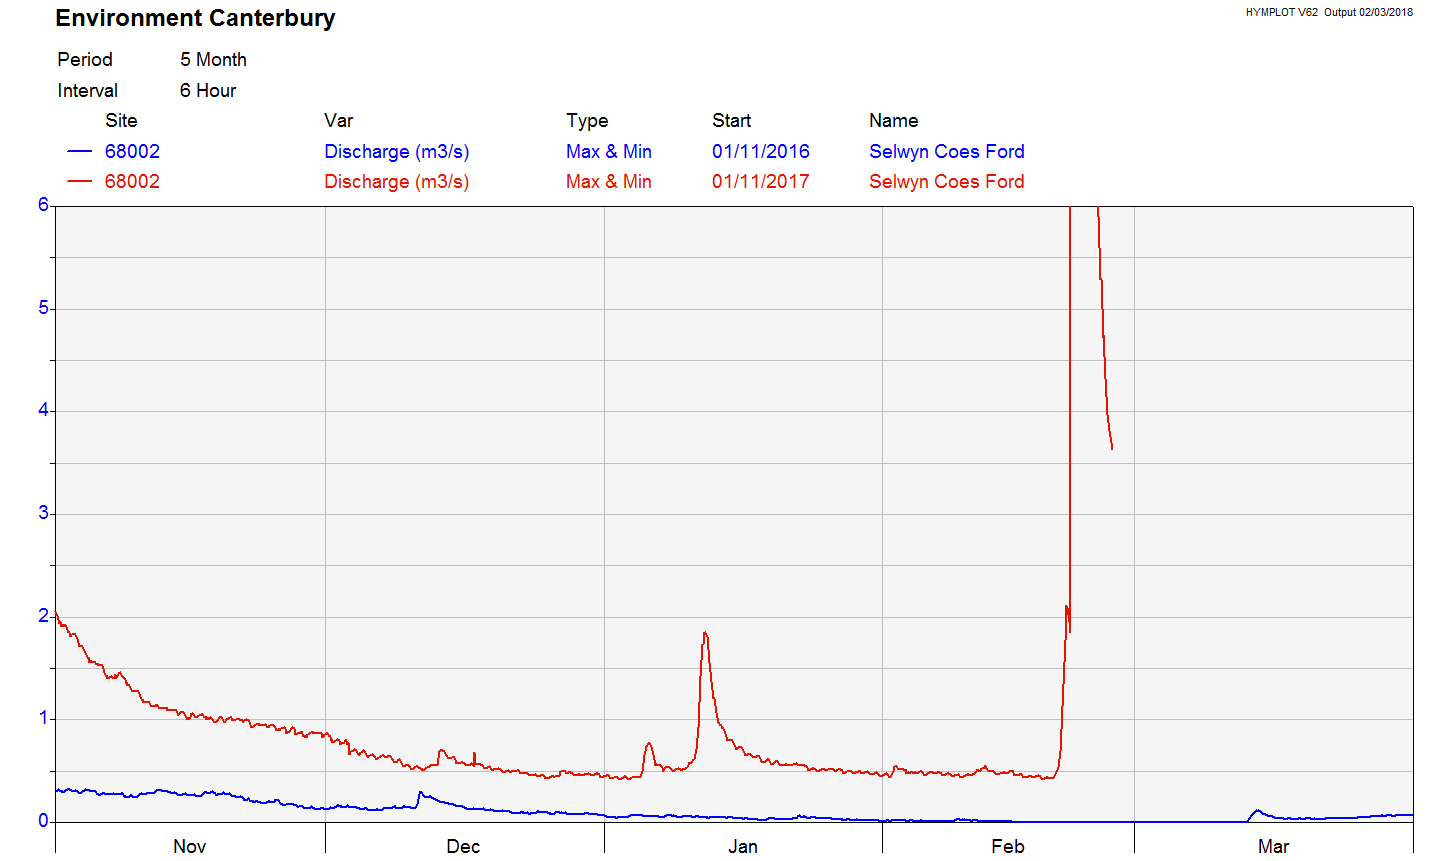 Environment Canterbury
HYMPLOT V62 Output 02/03/2018
Period 5 Month
Interval 6 Hour
Site Var Type Start Name
68002 Discharge (m3/s) Max & Min 01/11/2016 Selwyn Coes Ford
68002 Discharge (m3/s) Max & Min 01/11/2017 Selwyn Coes Ford
6
5
4
3
2
1
0
Nov Dec Jan Feb Mar